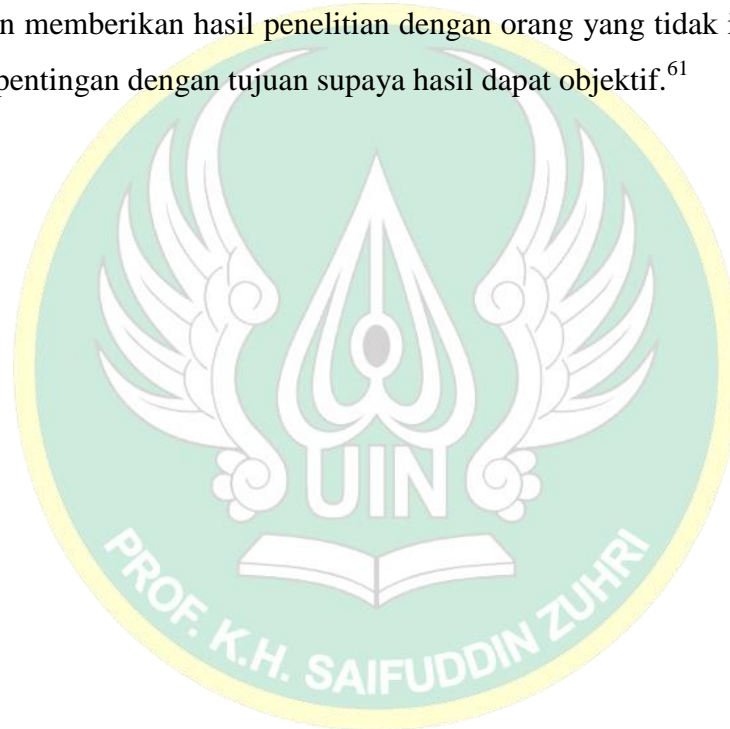 n memberikan hasil penelitian dengan orang yang tidak i
pentingan dengan tujuan supaya hasil dapat objektif.61
UIN
PROF. K.H. SAIFUDDIN ZUHRI